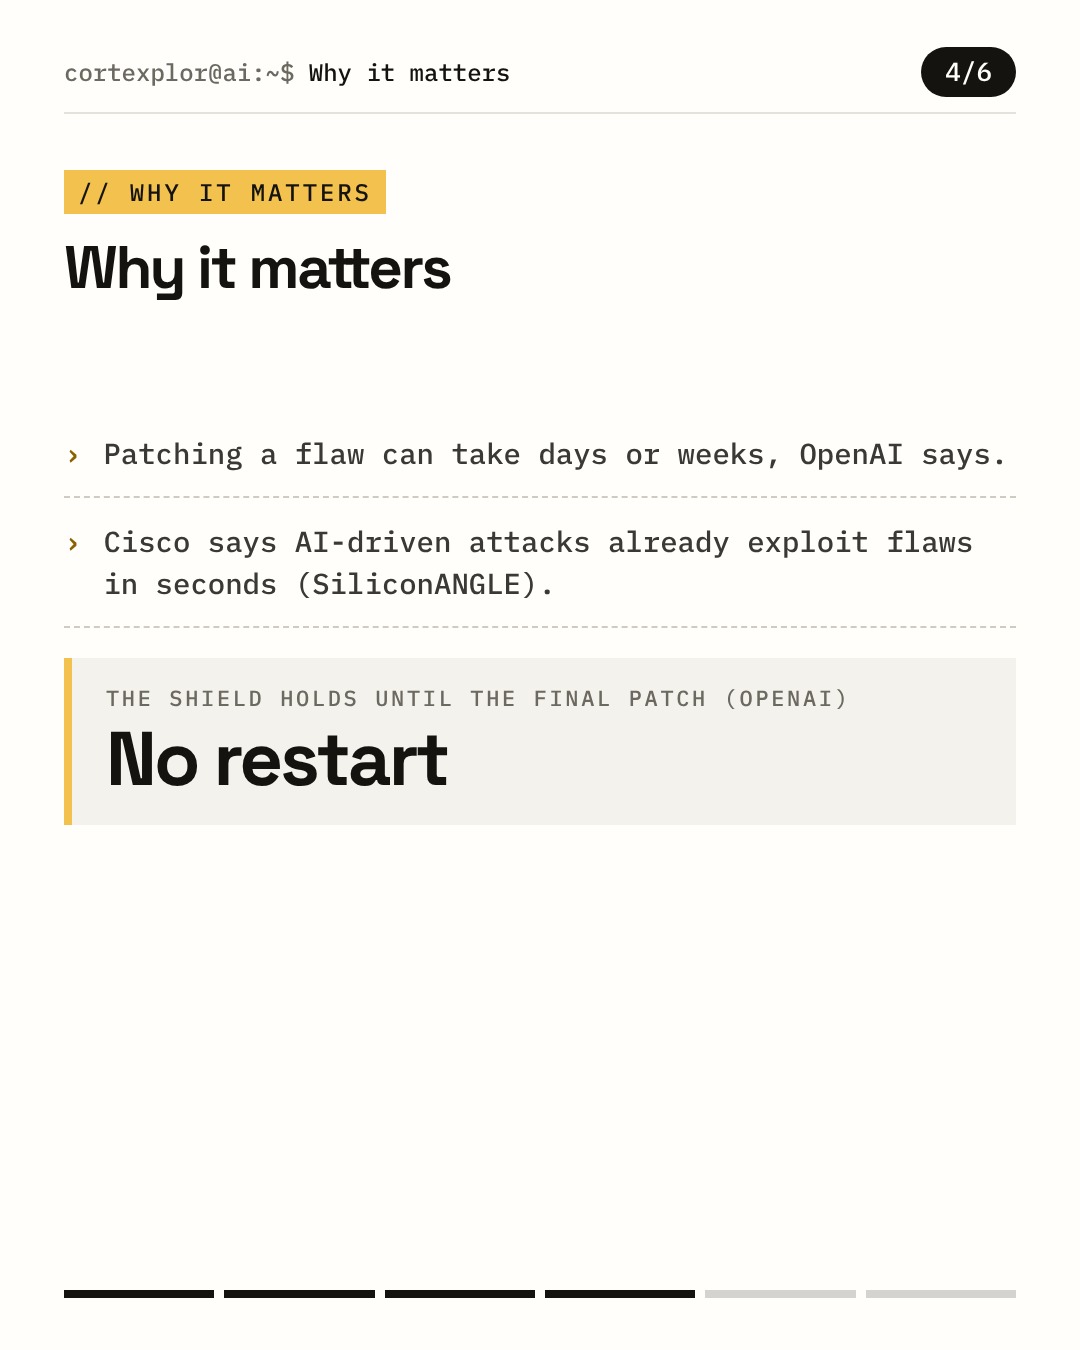 cortexplor@ai:~$ Why it matters
4/6
// WHY IT MATTERS
Why it matters
› Patching a flaw can take days or weeks, OpenAI says.
› Cisco says AI-driven attacks already exploit flaws
in seconds (SiliconANGLE).
THE SHIELD HOLDS UNTIL THE FINAL PATCH (OPENAI)
No restart